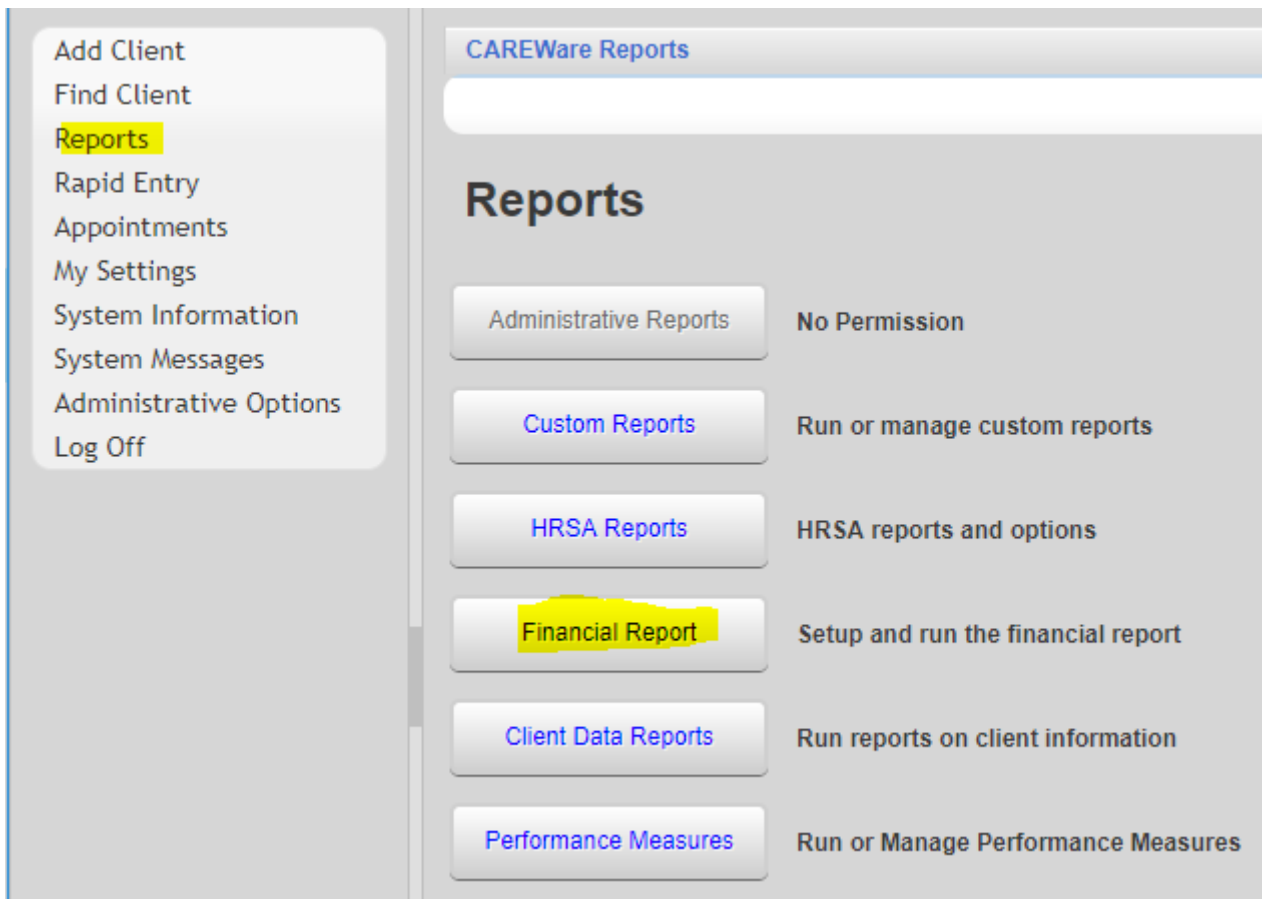 Add Client
Find Client
Reports
Rapid Entry
Appointments
My Settings
System Information
System Messages
Administrative Options
Log Off
CAREWare Reports
Reports
Administrative Reports
No Permission
Custom Reports
Run or manage custom reports
HRSA Reports
HRSA reports and options
Financial Report
Setup and run the financial report
Client Data Reports
Run reports on client information
Performance Measures
Run or Manage Performance Measures